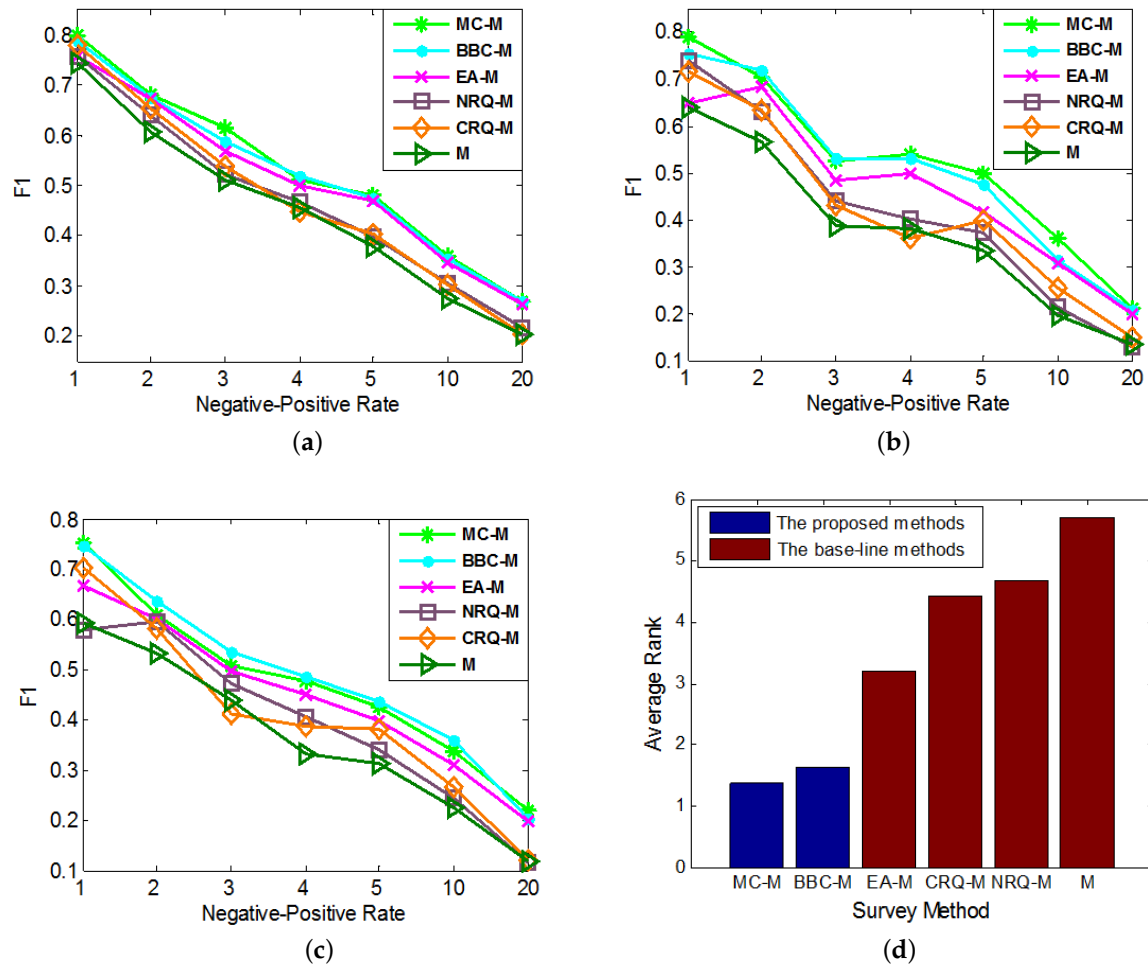 MC-M
BBC-M
EA-M
NRQ-M
CRQ-M
M
0.8
0.7
0.6
0.5
0.4
0.3
0.2
F1
1 2 3 4 5 10 20
Negative-Positive Rate
(a)
MC-M
BBC-M
EA-M
NRQ-M
CRQ-M
M
0.8
0.7
0.6
0.5
0.4
0.3
0.2
0.1
F1
1 2 3 4 5 10 20
Negative-Positive Rate
(b)
MC-M
BBC-M
EA-M
NRQ-M
CRQ-M
M
0.8
0.7
0.6
0.5
0.4
0.3
0.2
0.1
F1
1 2 3 4 5 10 20
Negative-Positive Rate
(c)
The proposed methods
The base-line methods
6
5
4
3
2
1
0
Average Rank
MC-M BBC-M EA-M CRQ-M NRQ-M M
Survey Method
(d)